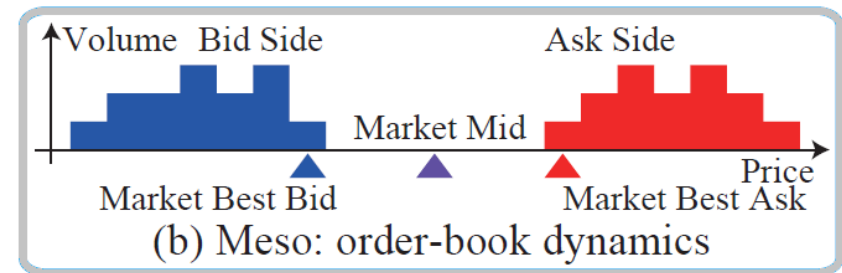 Volume Bid Side Ask Side
Market Mid
Price
Market Best Bid Market Best Ask
(b) Meso: order-book dynamics